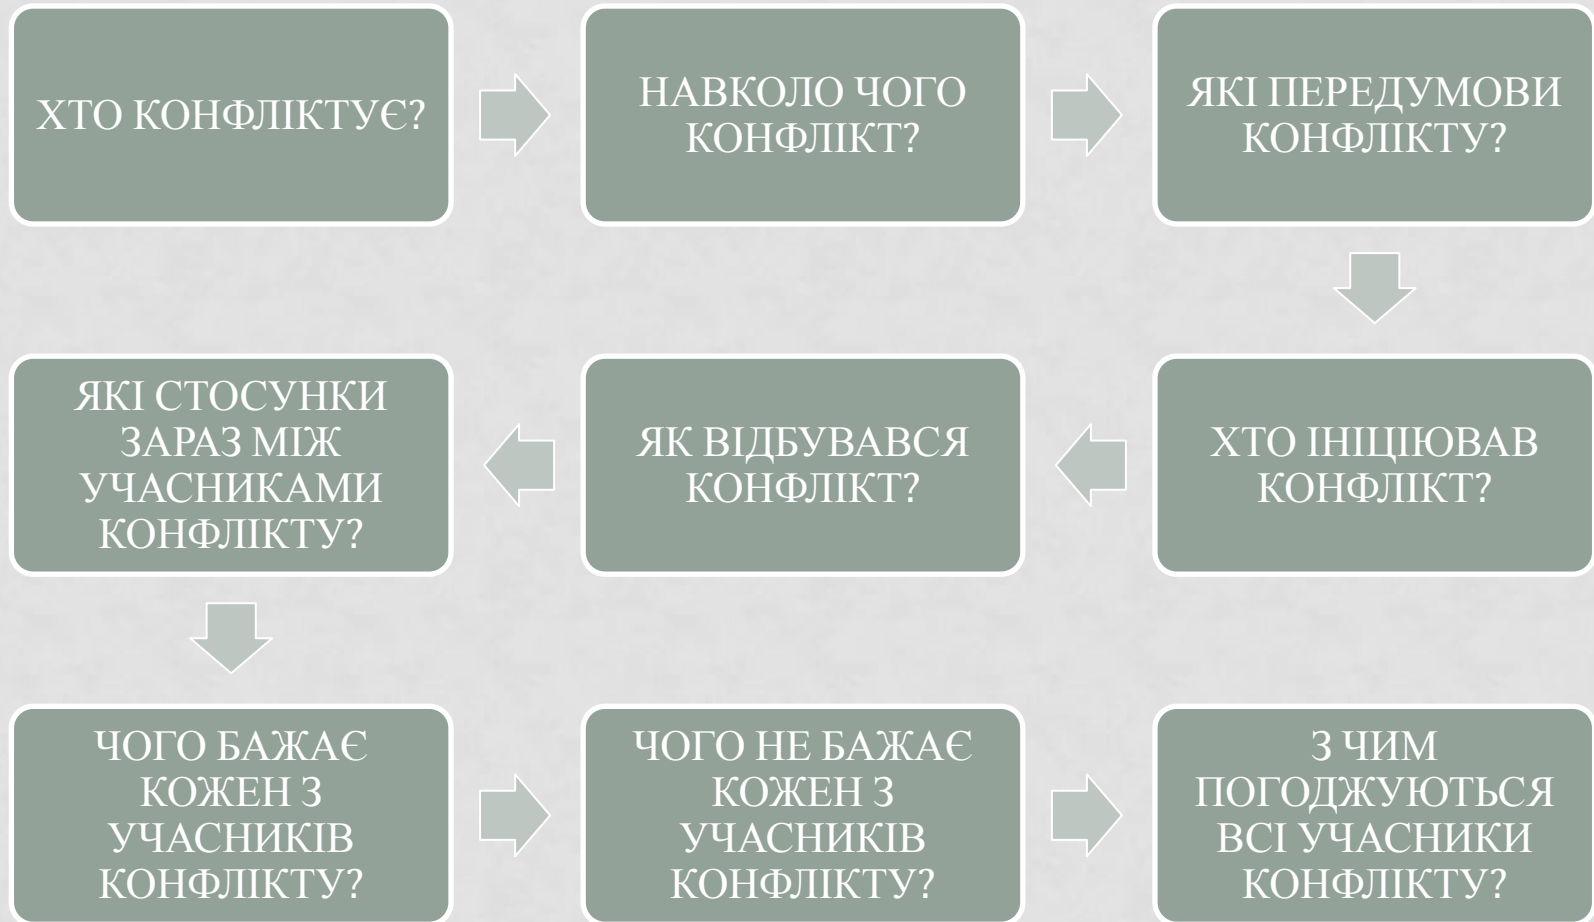 ХТО КОНФЛІКТУЄ?
НАВКОЛО ЧОГО
КОНФЛІКТ?
ЯКІ ПЕРЕДУМОВИ
КОНФЛІКТУ?
ХТО ІНІЦІЮВАВ
КОНФЛІКТ?
ЯК ВІДБУВАВСЯ
КОНФЛІКТ?
ЯКІ СТОСУНКИ
ЗАРАЗ МІЖ
УЧАСНИКАМИ
КОНФЛІКТУ?
ЧОГО БАЖАЄ
КОЖЕН З
УЧАСНИКІВ
КОНФЛІКТУ?
ЧОГО НЕ БАЖАЄ
КОЖЕН З
УЧАСНИКІВ
КОНФЛІКТУ?
З ЧИМ
ПОГОДЖУЮТЬСЯ
ВСІ УЧАСНИКИ
КОНФЛІКТУ?